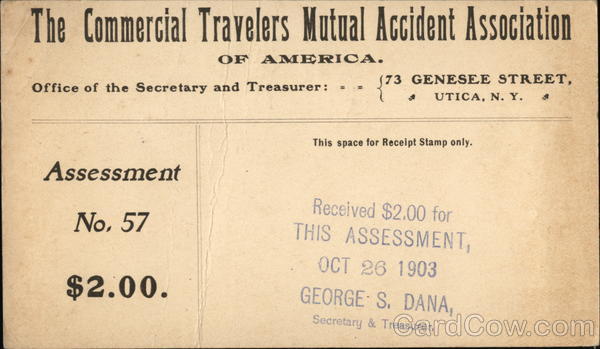 The Commercial Travelers Mutual Accident Association
OF AMERICA.
Office of the Secretary and Treasurer: = = { 73 GENESEE STREET,
UTICA, N. Y.
This space for Receipt Stamp only.
Assessment
No. 57
$2.00.
Received $2.00 for
THIS ASSESSMENT,
OCT 26 1903
GEORGE S. DANA,
Secretary & Treasurer.
CardCow.com